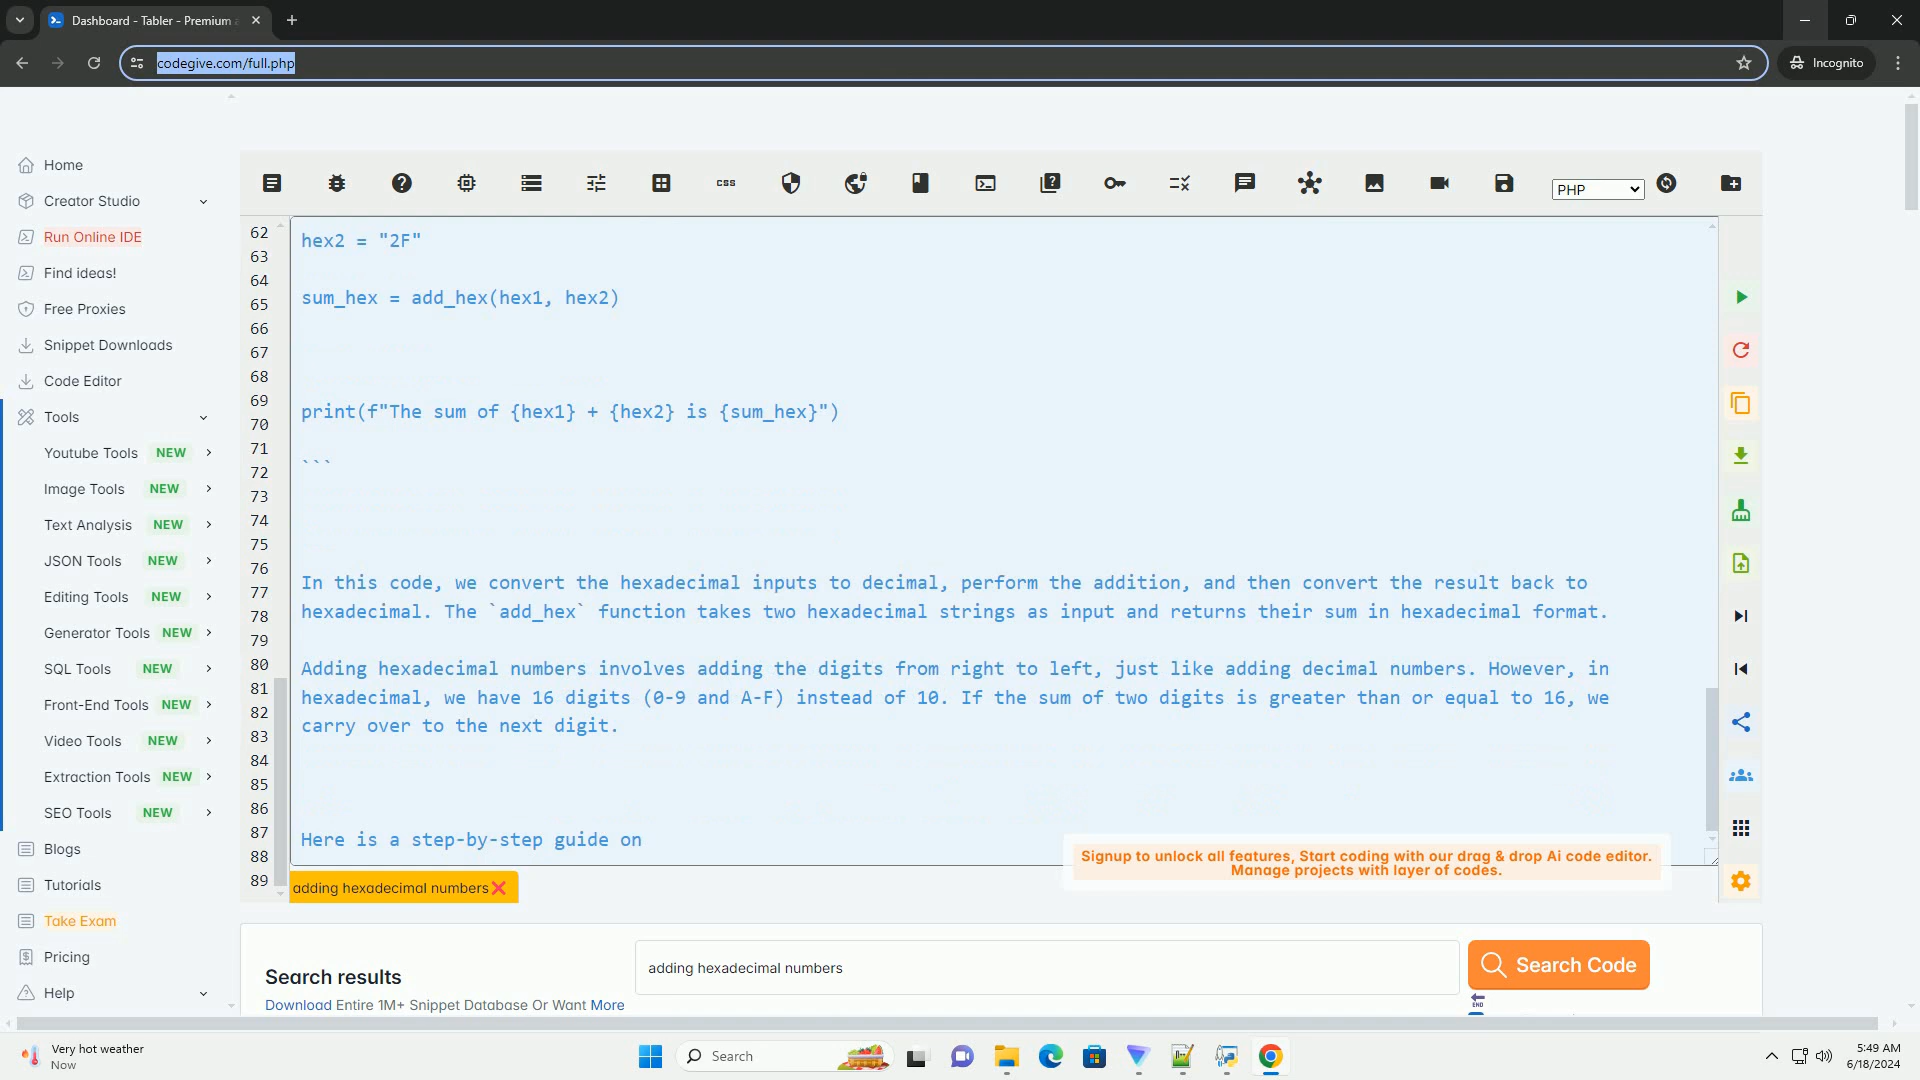 Dashboard - Tabler - Premium
codegive.com/full.php
Incognito
Home
Creator Studio
Run Online IDE
Find ideas!
Free Proxies
Snippet Downloads
Code Editor
Tools
Youtube Tools NEW
Image Tools NEW
Text Analysis NEW
JSON Tools NEW
Editing Tools NEW
Generator Tools NEW
SQL Tools NEW
Front-End Tools NEW
Video Tools NEW
Extraction Tools NEW
SEO Tools NEW
Blogs
Tutorials
Take Exam
Pricing
Help
css
PHP
62
63
64
65
66
67
68
69
70
71
72
73
74
75
76
77
78
79
80
81
82
83
84
85
86
87
88
89
hex2 = "2F"
sum_hex = add_hex(hex1, hex2)
print(f"The sum of {hex1} + {hex2} is {sum_hex}")
```
In this code, we convert the hexadecimal inputs to decimal, perform the addition, and then convert the result back to
hexadecimal. The `add_hex` function takes two hexadecimal strings as input and returns their sum in hexadecimal format.
Adding hexadecimal numbers involves adding the digits from right to left, just like adding decimal numbers. However, in
hexadecimal, we have 16 digits (0-9 and A-F) instead of 10. If the sum of two digits is greater than or equal to 16, we
carry over to the next digit.
Here is a step-by-step guide on
Signup to unlock all features, Start coding with our drag & drop Ai code editor.
Manage projects with layer of codes.
adding hexadecimal numbers
Search results
Download Entire 1M+ Snippet Database Or Want More
adding hexadecimal numbers
Search Code
END
Very hot weather
Now
Search
5:49 AM
6/18/2024